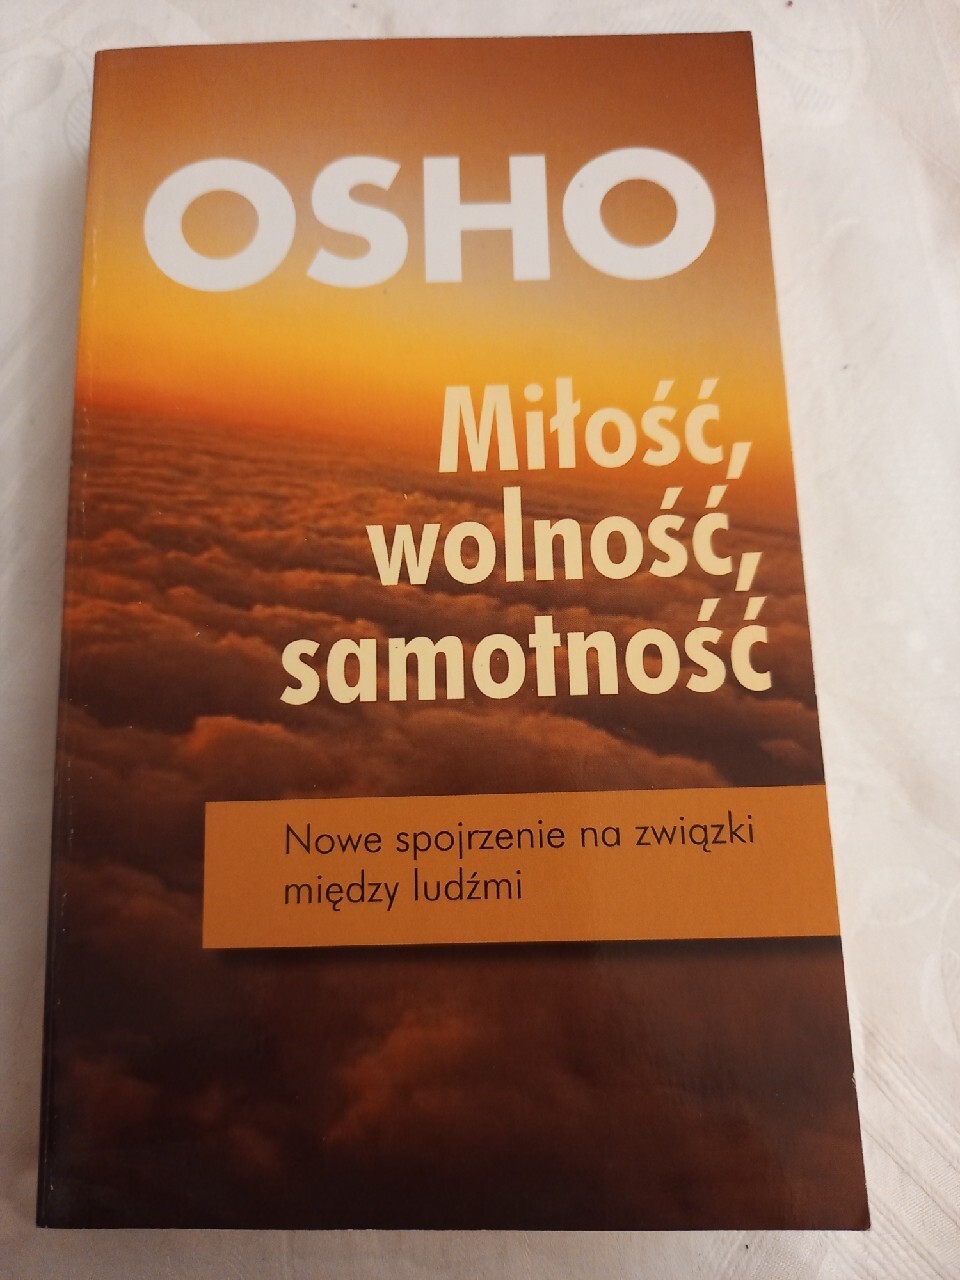 OSHO
Miłość,
wolność,
samotność
Nowe spojrzenie na związki
między ludźmi